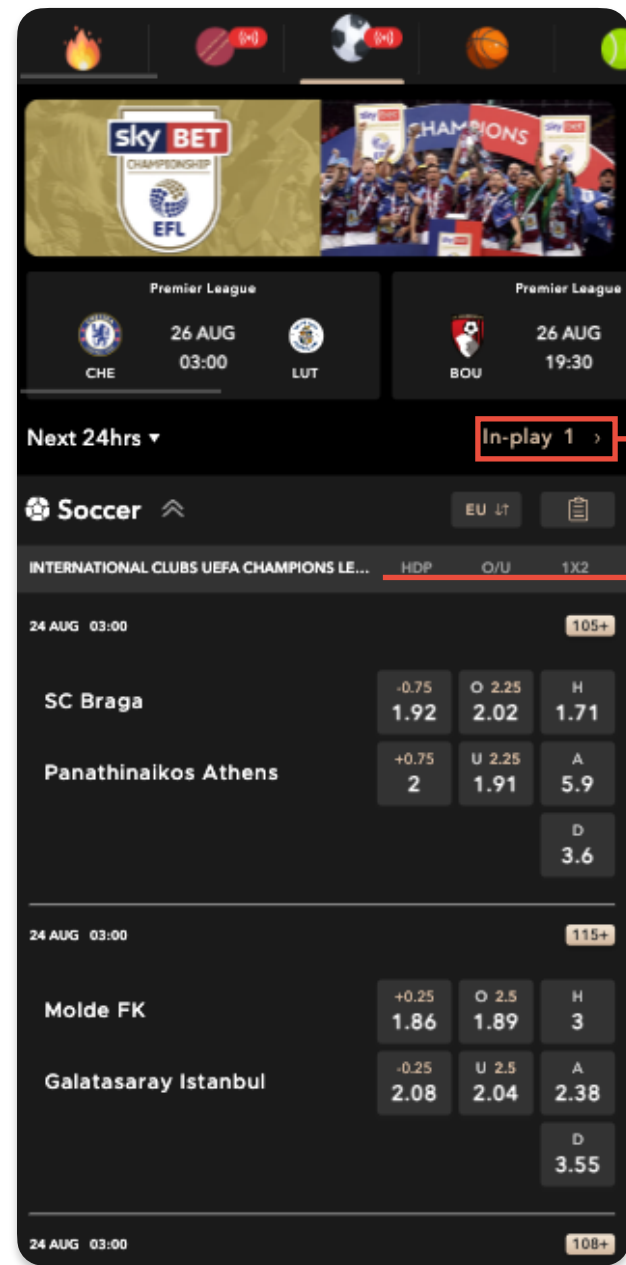 sky BET
CHAMPIONSHIP
EFL
CHAMPIONS
Premier League
26 AUG
03:00
CHE
LUT
Premier League
26 AUG
19:30
BOU
Next 24hrs ▾
In-play 1 ›
Soccer
EU ↓↑
INTERNATIONAL CLUBS UEFA CHAMPIONS LE... HDP O/U 1X2
24 AUG 03:00 105+
-0.75 O 2.25 H
SC Braga 1.92 2.02 1.71
+0.75 U 2.25 A
Panathinaikos Athens 2 1.91 5.9
D
3.6
24 AUG 03:00 115+
+0.25 O 2.5 H
Molde FK 1.86 1.89 3
-0.25 U 2.5 A
Galatasaray Istanbul 2.08 2.04 2.38
D
3.55
24 AUG 03:00 108+